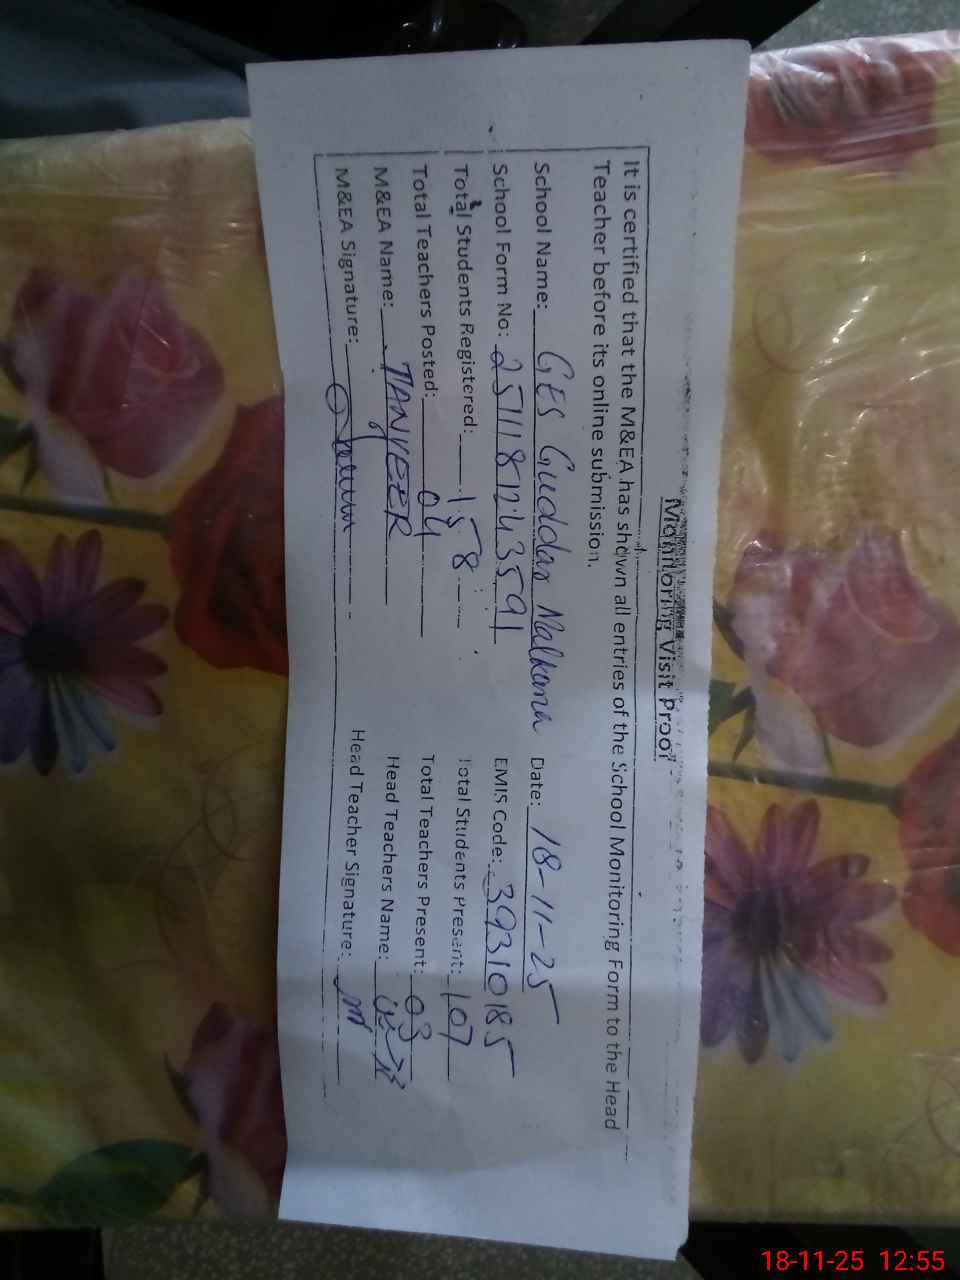 Monitoring Visit Proof
It is certified that the M&EA has shown all entries of the School Monitoring Form to the Head
Teacher before its online submission.
School Name: GES Guddar Malkana Date: 18-11-25
School Form No: 2511181243591 EMIS Code: 39310185
Total Students Registered: 158 Total Students Present: 107
Total Teachers Posted: 04 Total Teachers Present: 03
M&EA Name: TANVEER Head Teachers Name:
M&EA Signature: Head Teacher Signature:
18-11-25 12:55